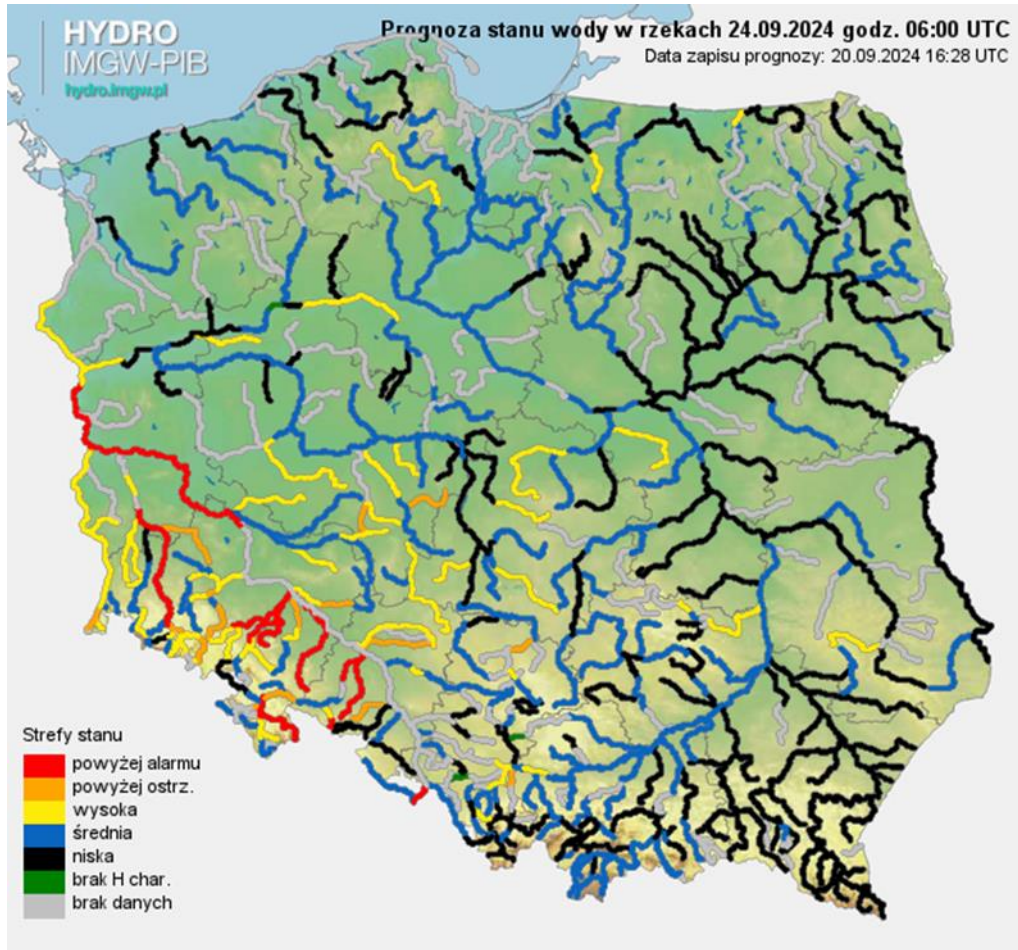 HYDRO
IMGW-PIB
hydro.imgw.pl
Prognoza stanu wody w rzekach 24.09.2024 godz. 06:00 UTC
Data zapisu prognozy: 20.09.2024 16:28 UTC
Strefy stanu
powyżej alarmu
powyżej ostrz.
wysoka
średnia
niska
brak H char.
brak danych